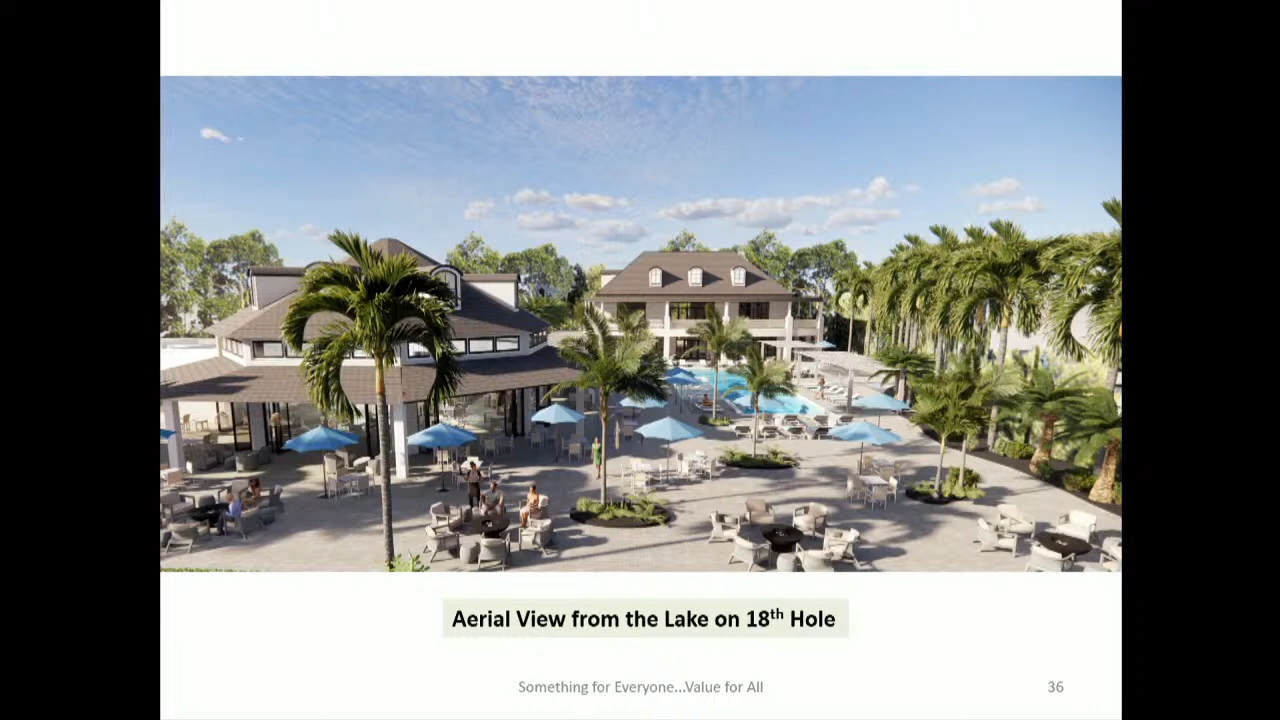 Aerial View from the Lake on 18th Hole
Something for Everyone...Value for All
36